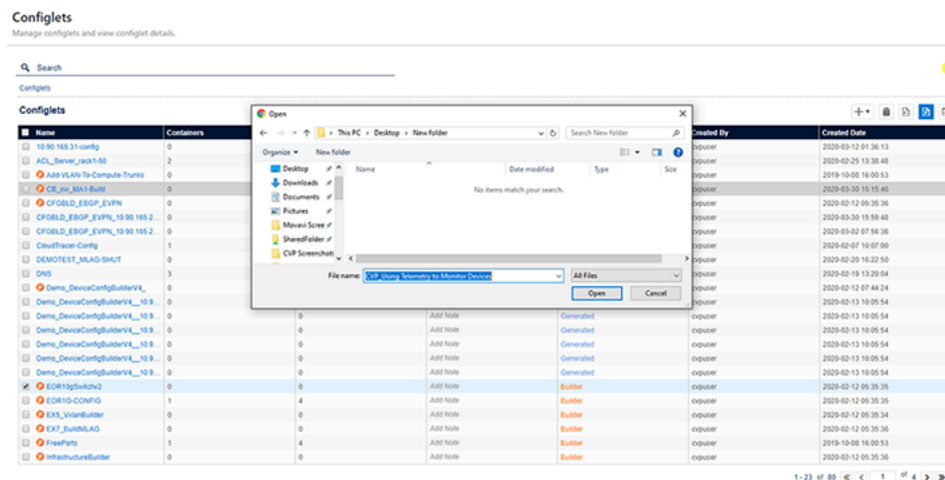 Configlets
Manage configlets and view configlet details.
Search
Configlets
Configlets
Name Containers Created By Created Date
10.90.165.31-config 0 cvpuser 2020-03-12 01:36:13
ACL_Server_rack1-50 2 cvpuser 2020-02-25 13:38:48
Add-VLAN-To-Compute-Trunks 0 cvpuser 2019-10-08 16:00:53
CB_sw_MA1-Build 0 cvpuser 2020-03-30 15:15:46
CFGBLD_EBGP_EVPN 0 cvpuser 2020-02-12 05:35:36
CFGBLD_EBGP_EVPN_10.90.165.2... 0 cvpuser 2020-03-30 15:59:48
CFGBLD_EBGP_EVPN_10.90.165.2... 0 cvpuser 2020-03-02 07:56:36
CloudTracer-Config 1 cvpuser 2020-02-07 10:07:00
DEMOTEST_MLAG-SHUT 0 cvpuser 2020-02-20 16:22:50
DNS 3 cvpuser 2020-02-19 13:20:04
Demo_DeviceConfigBuilderV4_ 0 cvpuser 2020-02-12 07:44:24
Demo_DeviceConfigBuilderV4__10.9... 0 cvpuser 2020-02-13 10:05:54
Demo_DeviceConfigBuilderV4__10.9... 0 0 Add Note Generated cvpuser 2020-02-13 10:05:54
Demo_DeviceConfigBuilderV4__10.9... 0 0 Add Note Generated cvpuser 2020-02-13 10:05:54
Demo_DeviceConfigBuilderV4__10.9... 0 0 Add Note Generated cvpuser 2020-02-13 10:05:54
Demo_DeviceConfigBuilderV4__10.9... 0 0 Add Note Generated cvpuser 2020-02-13 10:05:54
Demo_DeviceConfigBuilderV4__10.9... 0 0 Add Note Generated cvpuser 2020-02-13 10:05:54
EOR10gSwitchv2 0 0 Add Note Builder cvpuser 2020-02-12 05:35:35
EOR1G-CONFIG 1 4 Add Note Builder cvpuser 2020-02-12 05:35:35
EX5_VxlanBuilder 0 0 Add Note Builder cvpuser 2020-02-12 05:35:34
EX7_BuildMLAG 0 0 Add Note Builder cvpuser 2020-02-12 05:35:35
FreePorts 1 4 Add Note Builder cvpuser 2019-10-08 16:00:53
InfrastructureBuilder 0 0 Add Note Builder cvpuser 2020-02-12 05:35:36
1-23 of 80 1 of 4
Open
This PC Desktop New folder Search New folder
Organize New folder
Name Date modified Type Size
No items match your search.
Desktop
Downloads
Documents
Pictures
Movavi Scree
SharedFolder
CVP Screenshots
File name: CVP_Using Telemetry to Monitor Devices All Files
Open Cancel